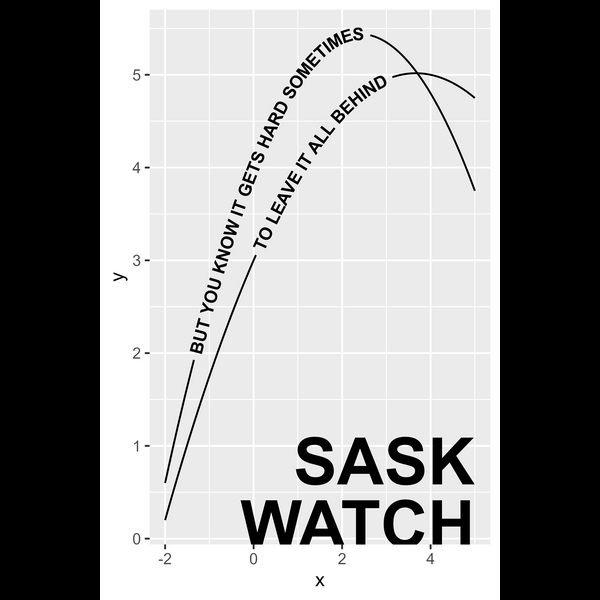 BUT YOU KNOW IT GETS HARD SOMETIMES
TO LEAVE IT ALL BEHIND
SASK
WATCH
5
4
3
2
1
0
y
-2 0 2 4
x